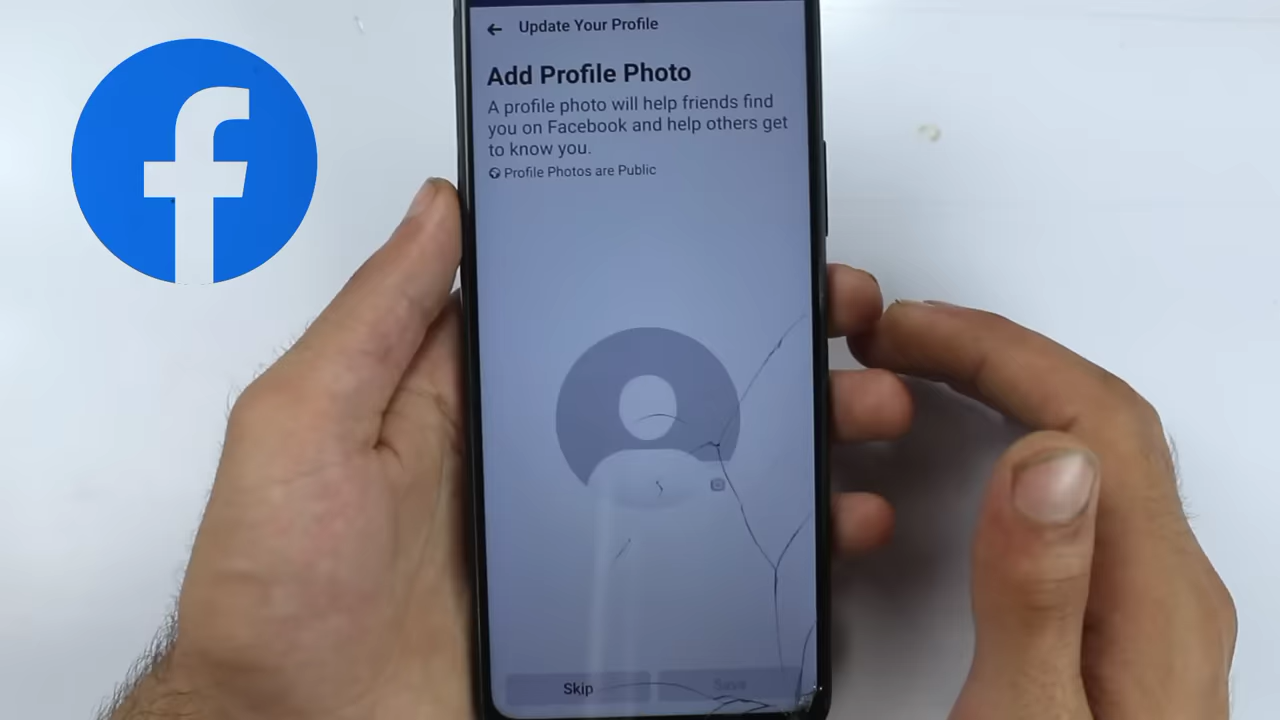 Update Your Profile
Add Profile Photo
A profile photo will help friends find
you on Facebook and help others get
to know you.
Profile Photos are Public
Skip
Save